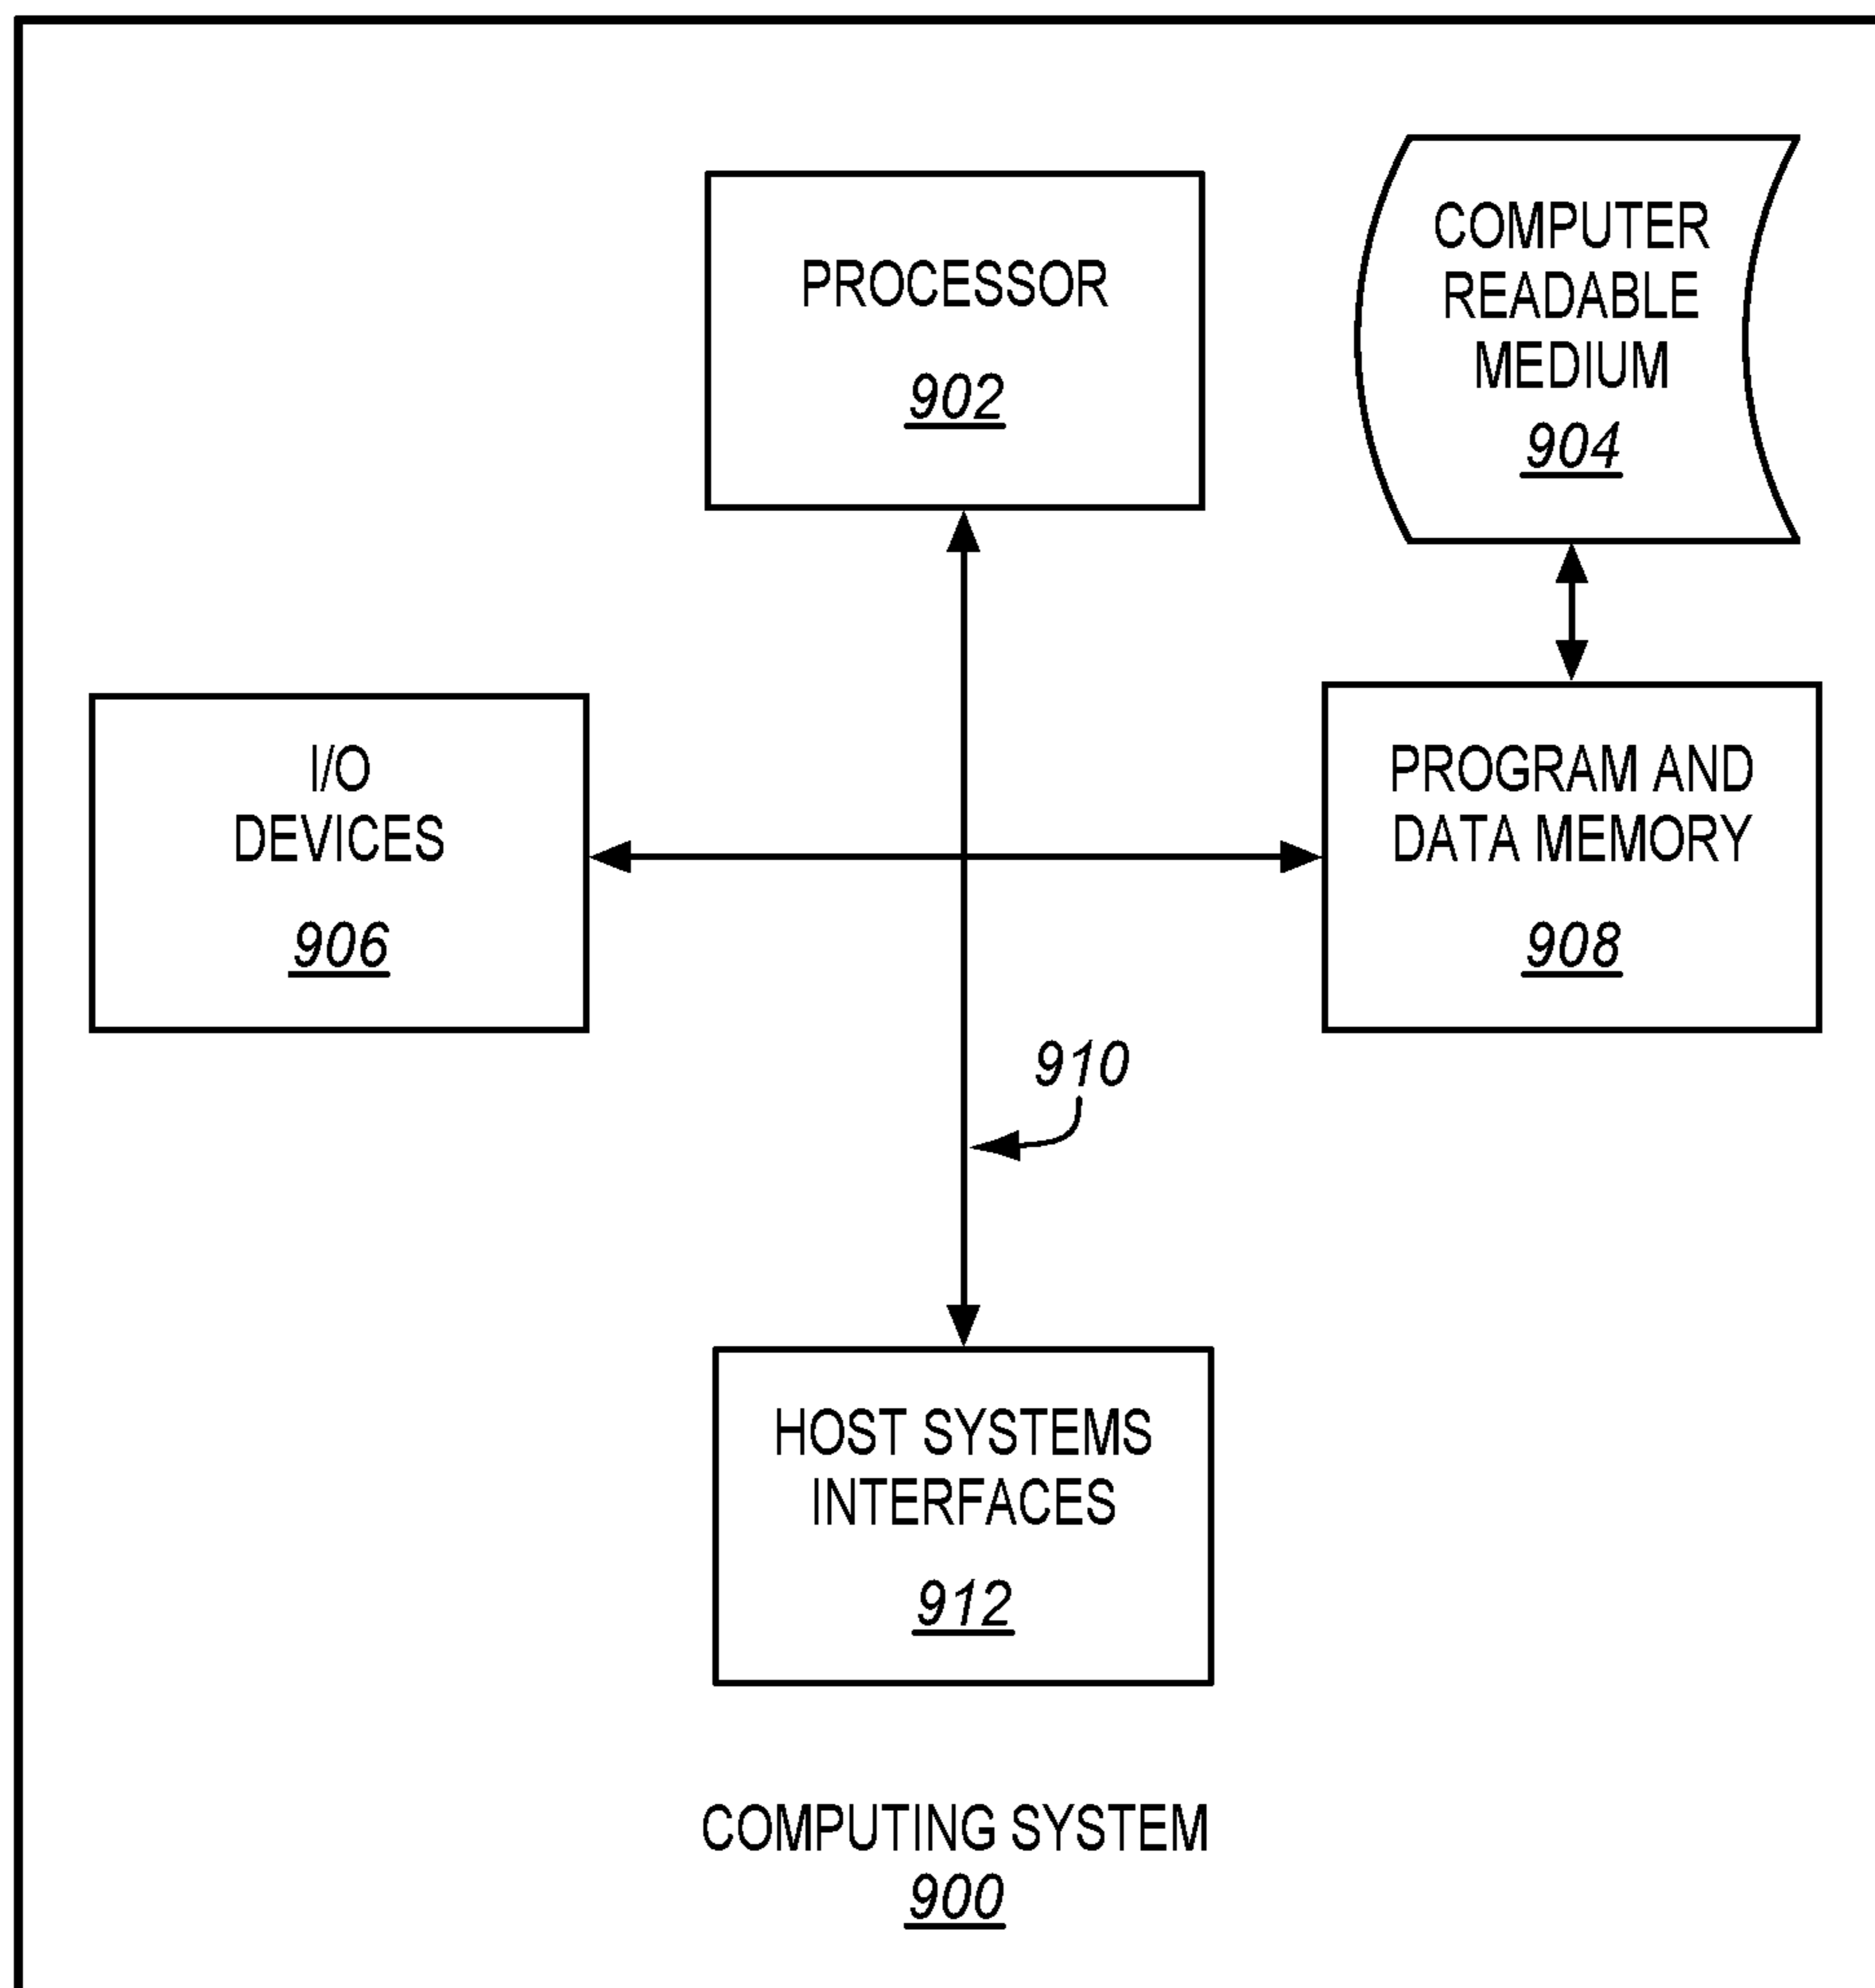 PROCESSOR
902
COMPUTER
READABLE
MEDIUM
904
I/O
DEVICES
906
PROGRAM AND
DATA MEMORY
908
910
HOST SYSTEMS
INTERFACES
912
COMPUTING SYSTEM
900